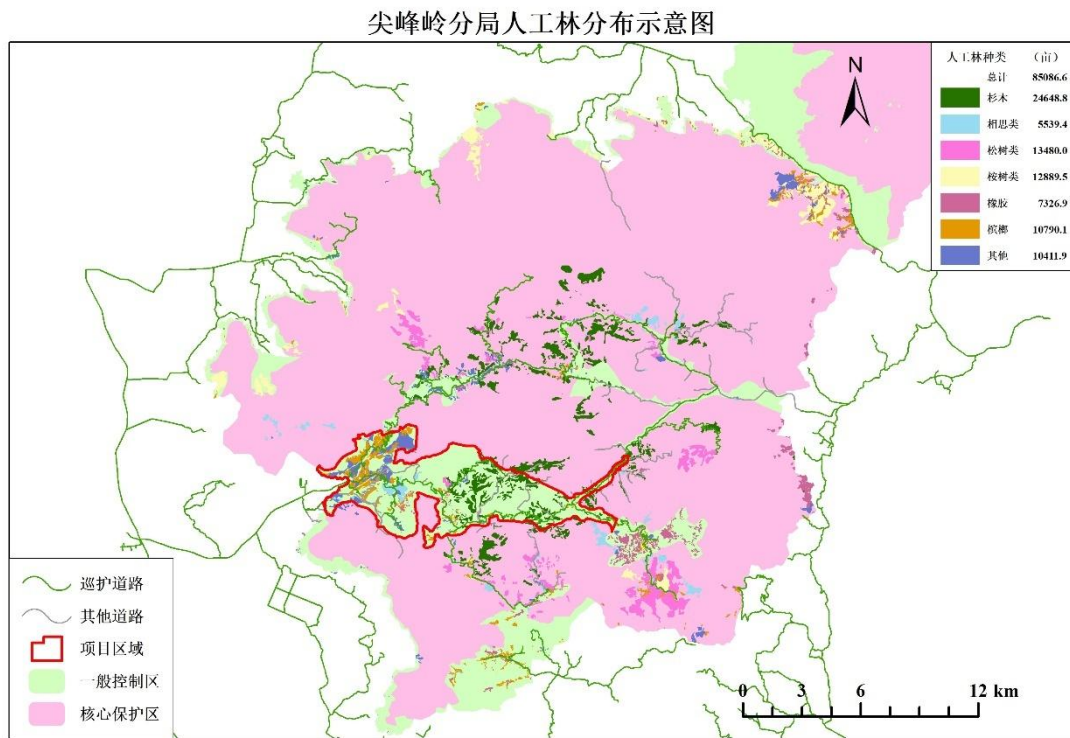 尖峰岭分局人工林分布示意图
人工林种类 （亩）
总计 85086.6
杉木 24648.8
相思类 5539.4
松树类 13480.0
桉树类 12889.5
橡胶 7326.9
槟榔 10790.1
其他 10411.9
N
巡护道路
其他道路
项目区域
一般控制区
核心保护区
0 3 6 12 km